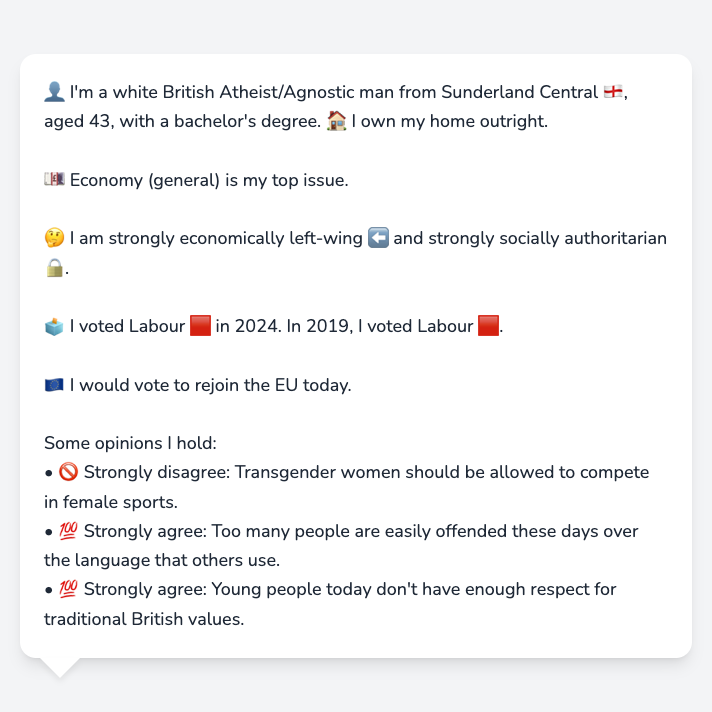 👤 I'm a white British Atheist/Agnostic man from Sunderland Central 🏴󠁧󠁢󠁥󠁮󠁧󠁿,
aged 43, with a bachelor's degree. 🏠 I own my home outright.
💷 Economy (general) is my top issue.
🤔 I am strongly economically left-wing ⬅️ and strongly socially authoritarian
🔒.
🗳️ I voted Labour 🟥 in 2024. In 2019, I voted Labour 🟥.
🇪🇺 I would vote to rejoin the EU today.
Some opinions I hold:
• 🚫 Strongly disagree: Transgender women should be allowed to compete
in female sports.
• 💯 Strongly agree: Too many people are easily offended these days over
the language that others use.
• 💯 Strongly agree: Young people today don't have enough respect for
traditional British values.